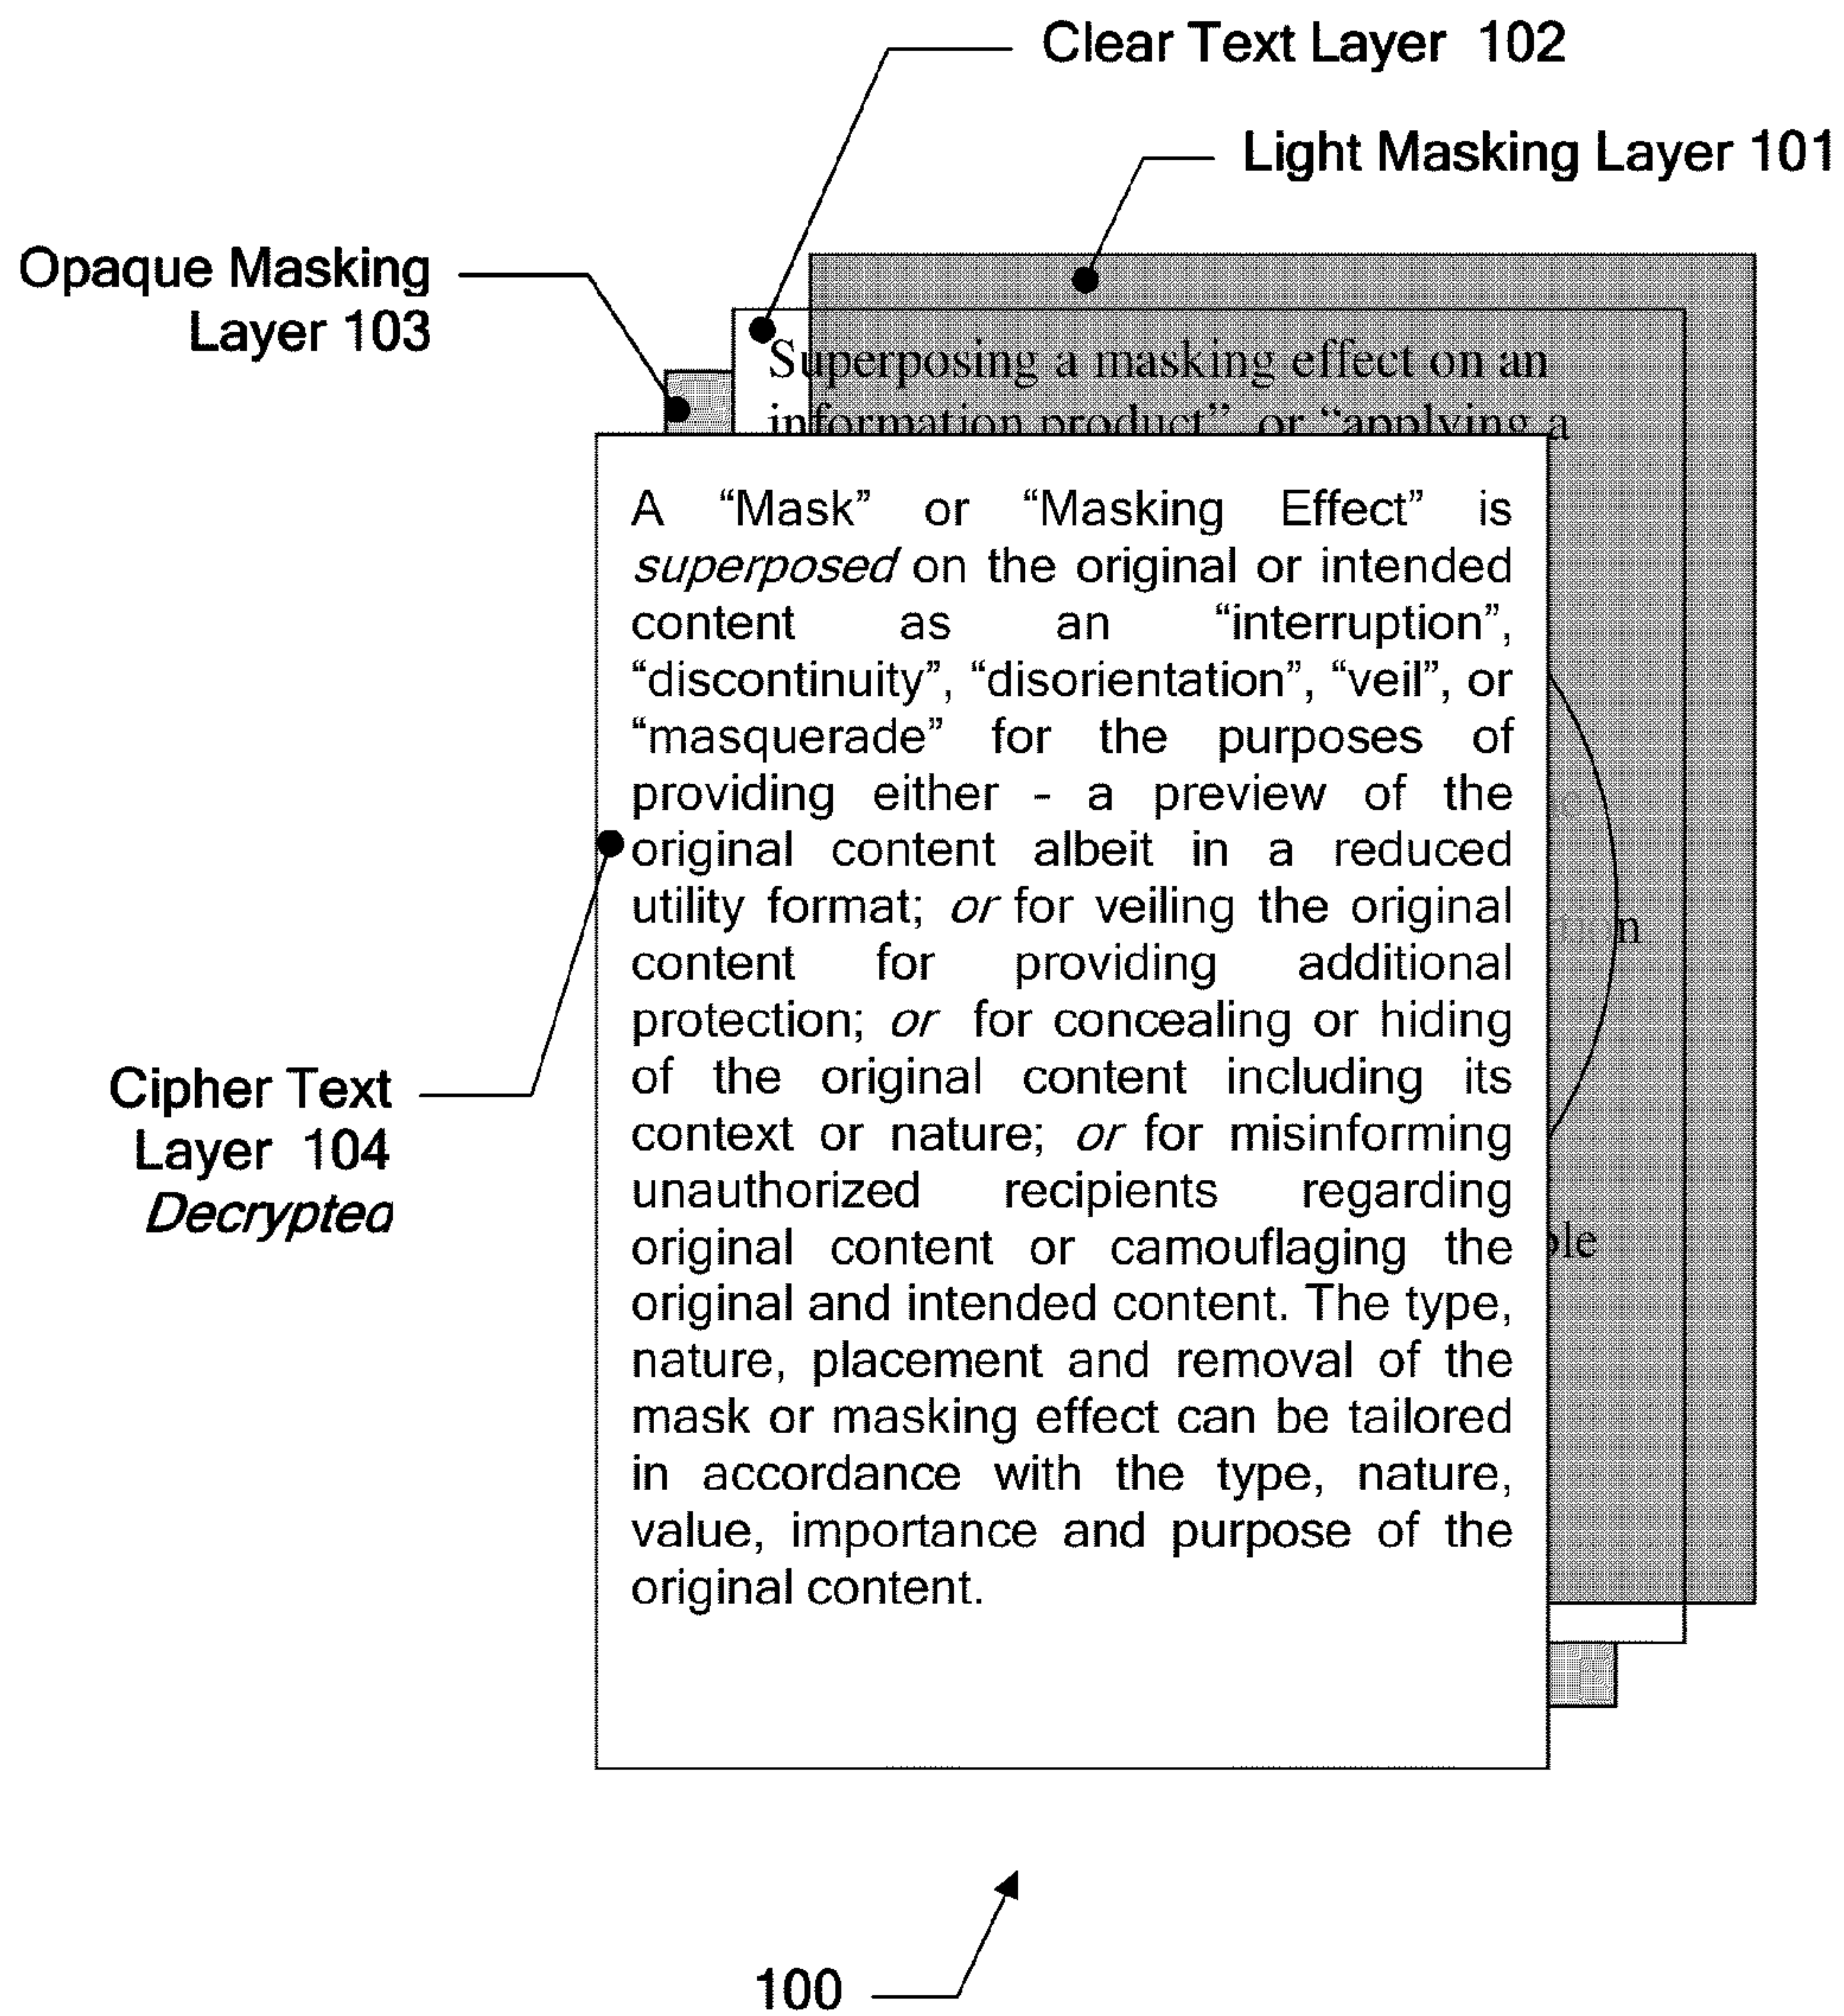 Clear Text Layer 102
Light Masking Layer 101
Opaque Masking
Layer 103
Superposing a masking effect on an
information product”, or “applying a
A “Mask” or “Masking Effect” is
superposed on the original or intended
content as an “interruption”,
“discontinuity”, “disorientation”, “veil”, or
“masquerade” for the purposes of
providing either - a preview of the
original content albeit in a reduced
utility format; or for veiling the original
content for providing additional
protection; or for concealing or hiding
of the original content including its
context or nature; or for misinforming
unauthorized recipients regarding
original content or camouflaging the
original and intended content. The type,
nature, placement and removal of the
mask or masking effect can be tailored
in accordance with the type, nature,
value, importance and purpose of the
original content.
Cipher Text
Layer 104
Decrypted
100